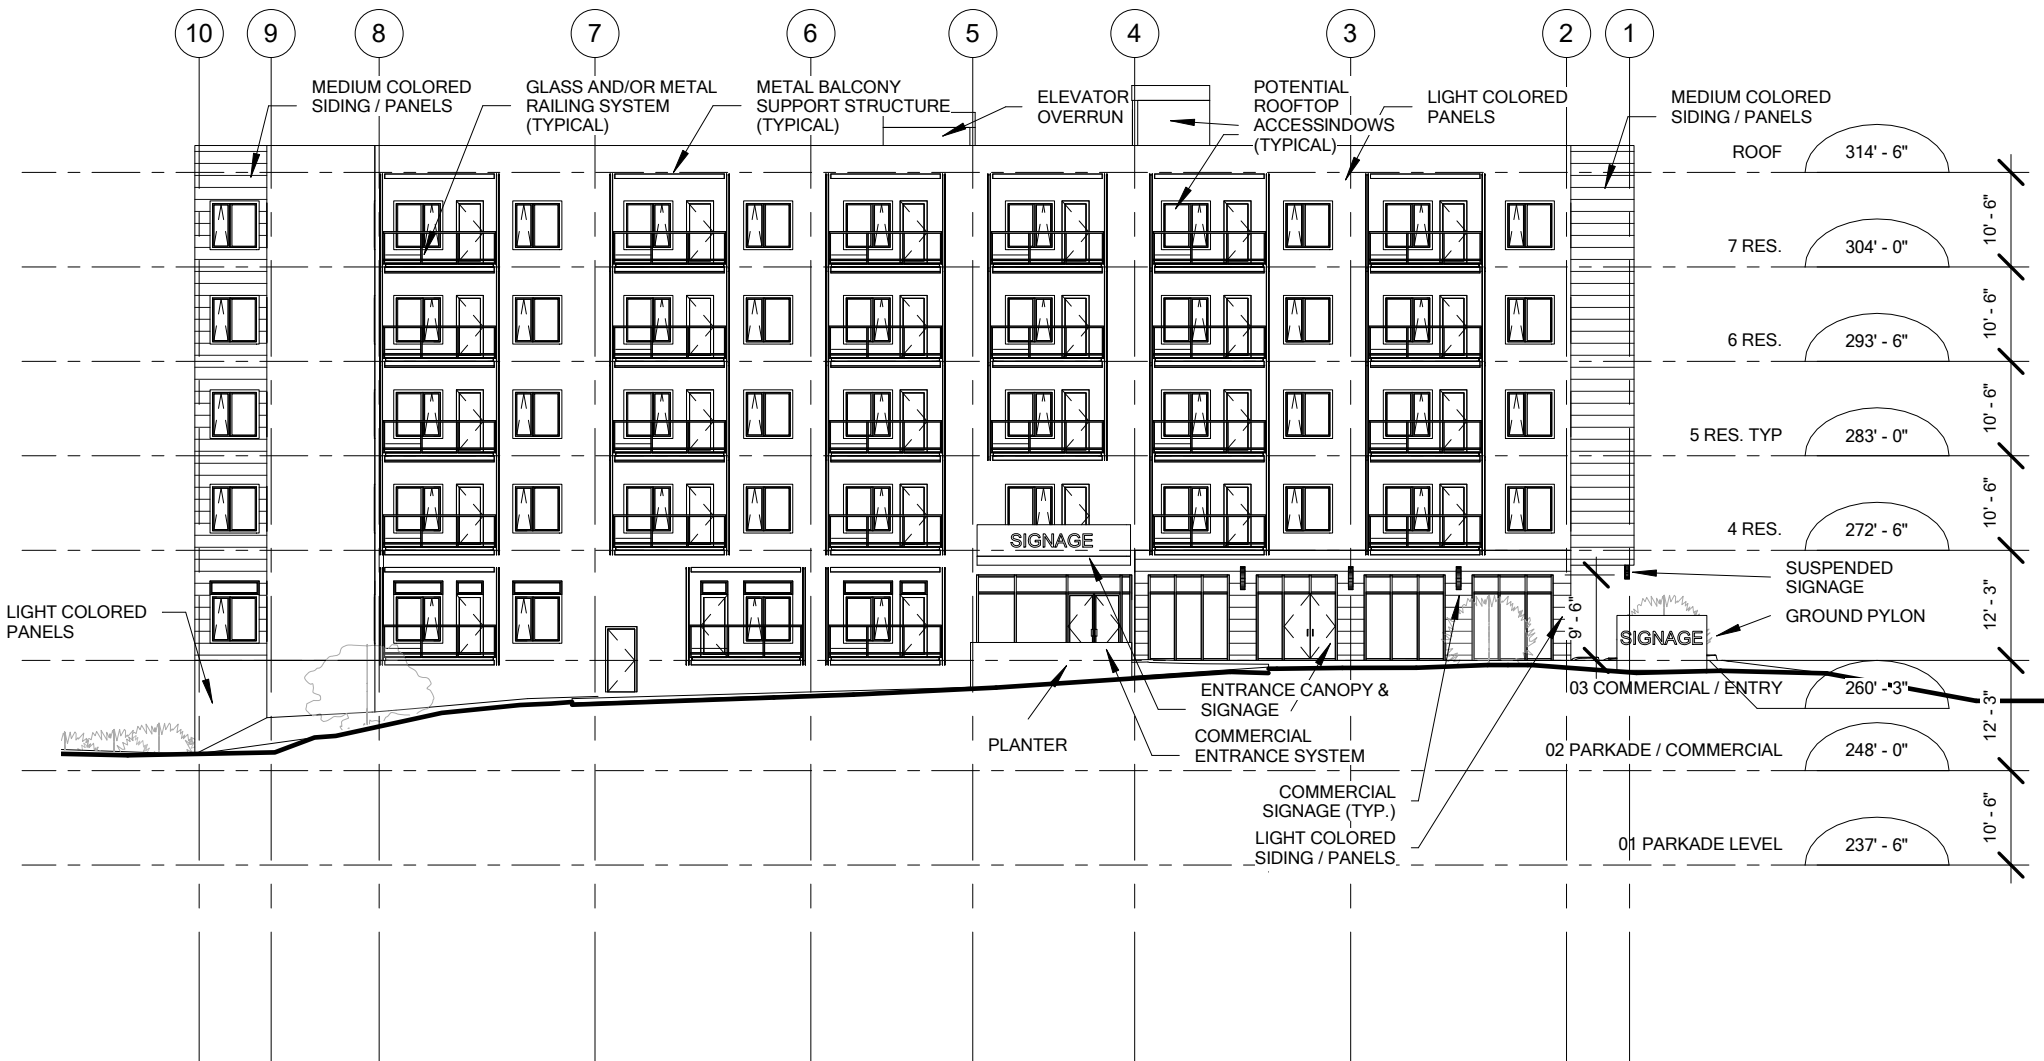 10
9
8
7
6
5
4
3
2
1
MEDIUM COLORED
SIDING / PANELS
GLASS AND/OR METAL
RAILING SYSTEM
(TYPICAL)
METAL BALCONY
SUPPORT STRUCTURE
(TYPICAL)
ELEVATOR
OVERRUN
POTENTIAL
ROOFTOP
ACCESSINDOWS
(TYPICAL)
LIGHT COLORED
PANELS
MEDIUM COLORED
SIDING / PANELS
ROOF
314' - 6"
10' - 6"
7 RES.
304' - 0"
10' - 6"
6 RES.
293' - 6"
10' - 6"
5 RES. TYP
283' - 0"
10' - 6"
4 RES.
272' - 6"
SIGNAGE
SUSPENDED
SIGNAGE
GROUND PYLON
12' - 3"
9' - 6"
SIGNAGE
LIGHT COLORED
PANELS
03 COMMERCIAL / ENTRY
260' - 3"
12' - 3"
ENTRANCE CANOPY &
SIGNAGE
PLANTER
COMMERCIAL
ENTRANCE SYSTEM
02 PARKADE / COMMERCIAL
248' - 0"
COMMERCIAL
SIGNAGE (TYP.)
LIGHT COLORED
SIDING / PANELS
10' - 6"
01 PARKADE LEVEL
237' - 6"